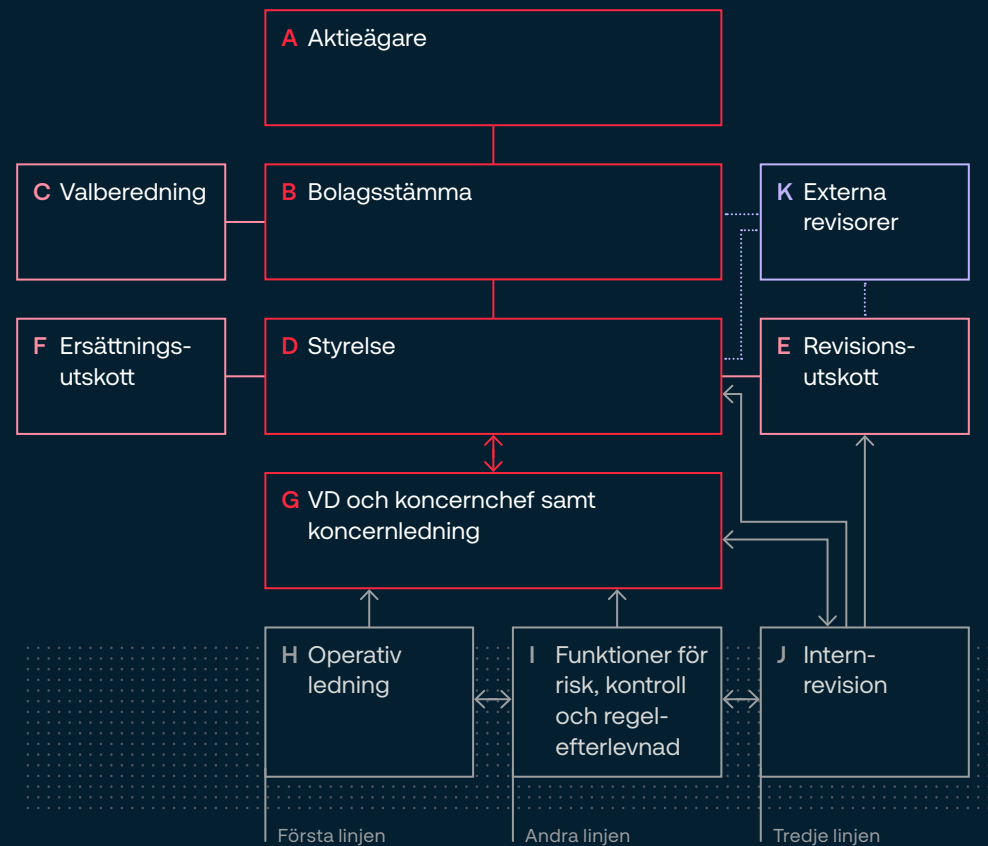 A Aktieägare
C Valberedning
B Bolagsstämma
K Externa
revisorer
F Ersättnings-
utskott
D Styrelse
E Revisions-
utskott
G VD och koncernchef samt
koncernledning
H Operativ
ledning
I Funktioner för
risk, kontroll
och regel-
efterlevnad
J Intern-
revision
Första linjen
Andra linjen
Tredje linjen